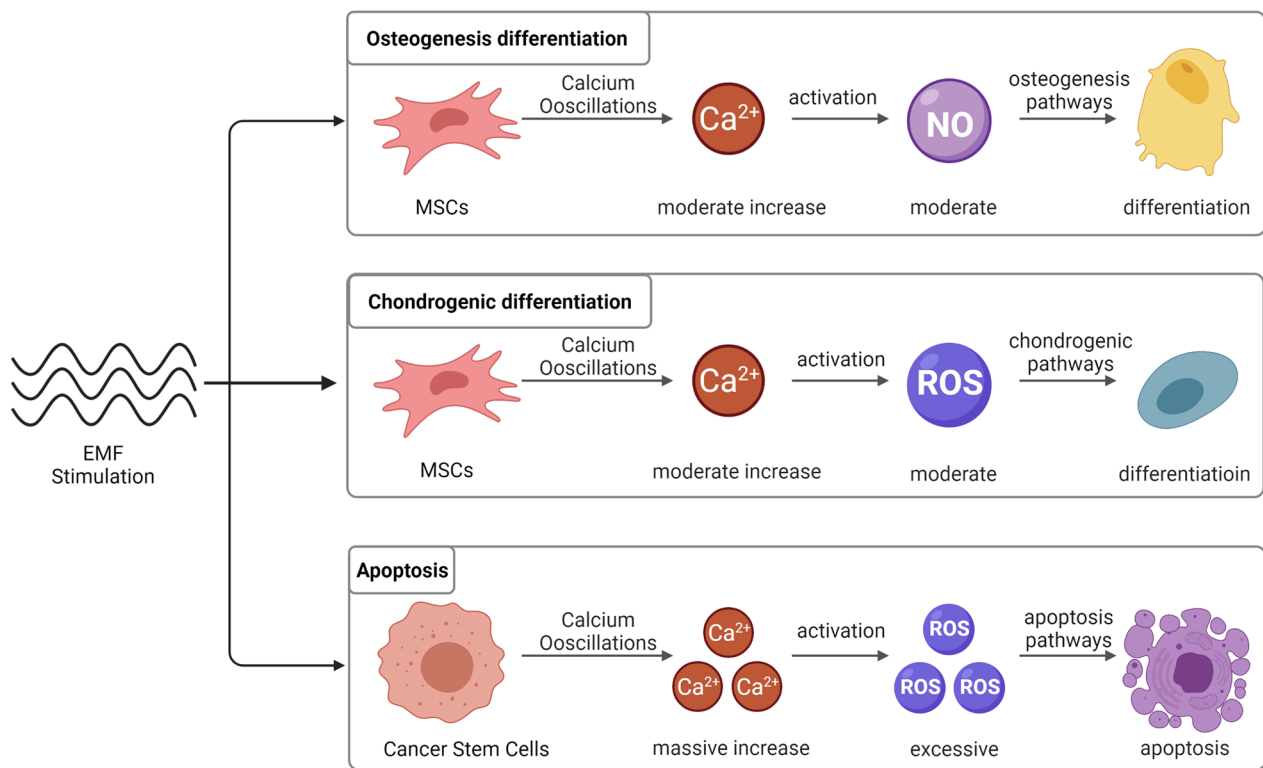 Osteogenesis differentiation
Calcium
Ooscillations
Ca²⁺
activation
NO
osteogenesis
pathways
MSCs
moderate increase
moderate
differentiation
EMF
Stimulation
Chondrogenic differentiation
Calcium
Ooscillations
Ca²⁺
activation
ROS
chondrogenic
pathways
MSCs
moderate increase
moderate
differentiatioin
Apoptosis
Calcium
Ooscillations
Ca²⁺
Ca²⁺
Ca²⁺
activation
ROS
ROS
ROS
apoptosis
pathways
Cancer Stem Cells
massive increase
excessive
apoptosis